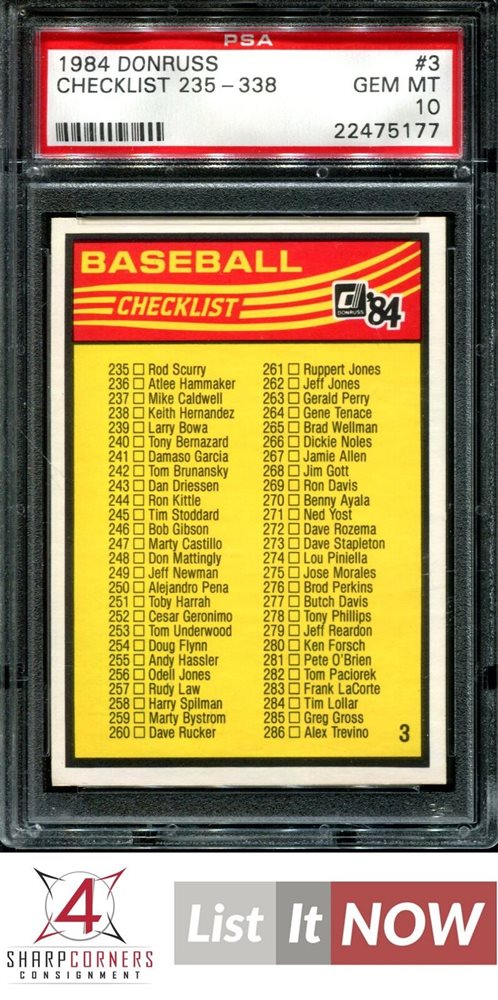 PSA
1984 DONRUSS #3
CHECKLIST 235 – 338 GEM MT
10
22475177
BASEBALL
CHECKLIST
DONRUSS '84
235 Rod Scurry
236 Atlee Hammaker
237 Mike Caldwell
238 Keith Hernandez
239 Larry Bowa
240 Tony Bernazard
241 Damaso Garcia
242 Tom Brunansky
243 Dan Driessen
244 Ron Kittle
245 Tim Stoddard
246 Bob Gibson
247 Marty Castillo
248 Don Mattingly
249 Jeff Newman
250 Alejandro Pena
251 Toby Harrah
252 Cesar Geronimo
253 Tom Underwood
254 Doug Flynn
255 Andy Hassler
256 Odell Jones
257 Rudy Law
258 Harry Spilman
259 Marty Bystrom
260 Dave Rucker
261 Ruppert Jones
262 Jeff Jones
263 Gerald Perry
264 Gene Tenace
265 Brad Wellman
266 Dickie Noles
267 Jamie Allen
268 Jim Gott
269 Ron Davis
270 Benny Ayala
271 Ned Yost
272 Dave Rozema
273 Dave Stapleton
274 Lou Piniella
275 Jose Morales
276 Brod Perkins
277 Butch Davis
278 Tony Phillips
279 Jeff Reardon
280 Ken Forsch
281 Pete O'Brien
282 Tom Paciorek
283 Frank LaCorte
284 Tim Lollar
285 Greg Gross
286 Alex Trevino
3
4
SHARPCORNERS
CONSIGNMENT
List It NOW